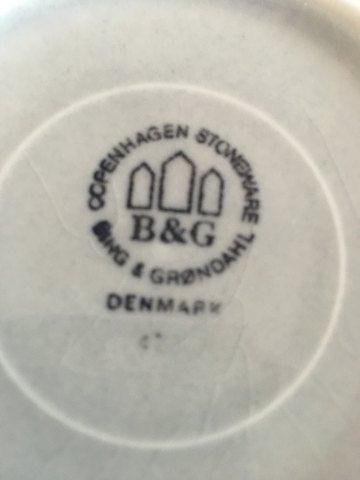 COPENHAGEN STONEWARE
B&G
BING & GRØNDAHL
DENMARK